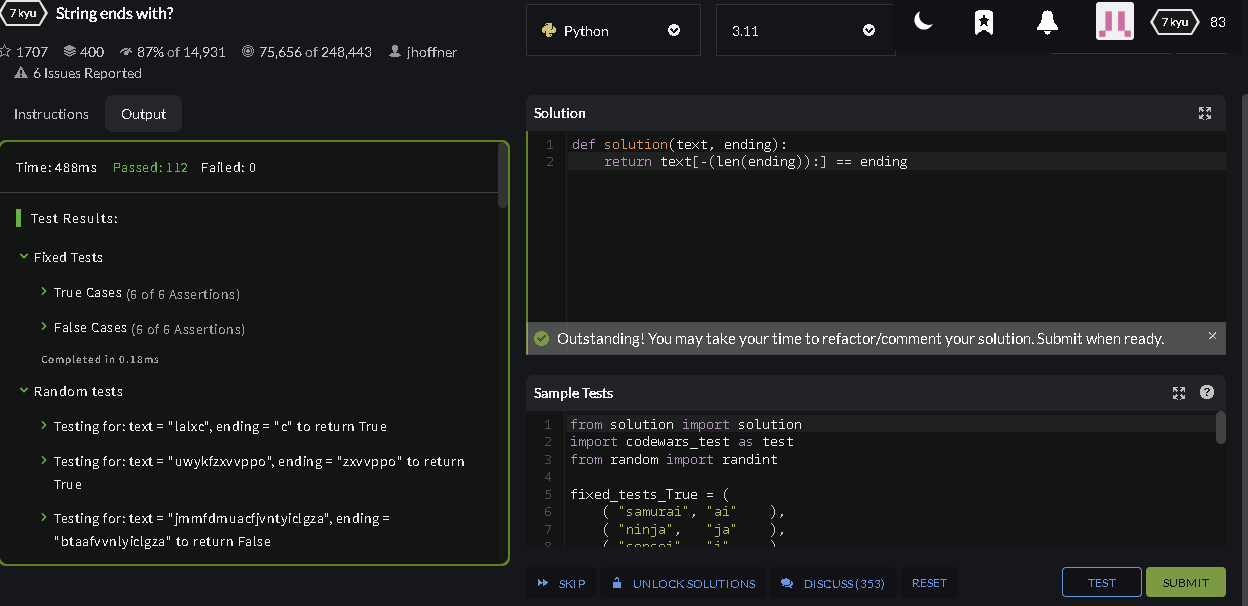 7 kyu String ends with?
1707 400 87% of 14,931 75,656 of 248,443 jhoffner
6 Issues Reported
Python
3.11
7 kyu 83
Instructions Output
Time: 488ms Passed: 112 Failed: 0
Test Results:
Fixed Tests
True Cases (6 of 6 Assertions)
False Cases (6 of 6 Assertions)
Completed in 0.18ms
Random tests
Testing for: text = "lalxc", ending = "c" to return True
Testing for: text = "uwykfzxvvppo", ending = "zxvvppo" to return
True
Testing for: text = "jmmfdmuacfjvntyiclgza", ending =
"btaafvvnlyiclgza" to return False
Solution
1 def solution(text, ending):
2     return text[-(len(ending)):] == ending
Outstanding! You may take your time to refactor/comment your solution. Submit when ready.
Sample Tests
1 from solution import solution
2 import codewars_test as test
3 from random import randint
4
5 fixed_tests_True = (
6     ( "samurai", "ai"    ),
7     ( "ninja",   "ja"    ),
8     ( "sensei",  "i"     ),
SKIP UNLOCK SOLUTIONS DISCUSS (353) RESET TEST SUBMIT